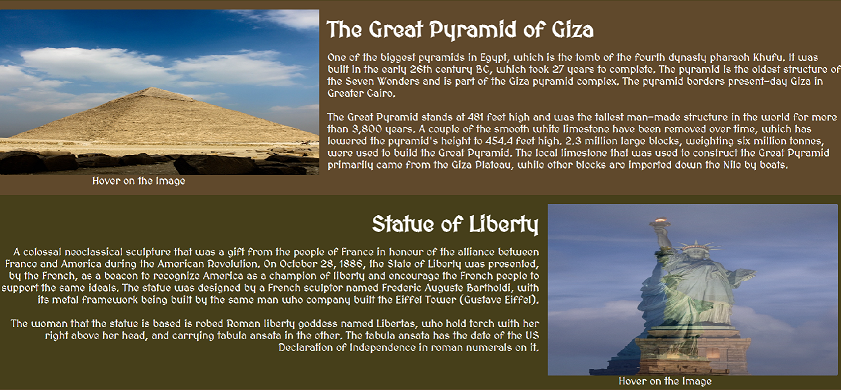 The Great Pyramid of Giza
One of the biggest pyramids in Egypt, which is the tomb of the fourth dynasty pharaoh Khufu. It was
built in the early 26th century BC, which took 27 years to complete. The pyramid is the oldest structure of
the Seven Wonders and is part of the Giza pyramid complex. The pyramid borders present-day Giza in
Greater Cairo.
The Great Pyramid stands at 481 feet high and was the tallest man-made structure in the world for more
than 3,800 years. A couple of the smooth white limestone have been removed over time, which has
lowered the pyramid's height to 454.4 feet high. 2.3 million large blocks, weighting six million tonnes,
were used to build the Great Pyramid. The local limestone that was used to construct the Great Pyramid
primarily came from the Giza Plateau, while other blocks are imported down the Nile by boats.
Hover on the Image
Statue of Liberty
A colossal neoclassical sculpture that was a gift from the people of France in honour of the alliance between
France and America during the American Revolution. On October 28, 1886, the State of Liberty was presented,
by the French, as a beacon to recognize America as a champion of liberty and encourage the French people to
support the same ideals. The statue was designed by a French sculptor named Frederic Auguste Bartholdi, with
its metal framework being built by the same man who company built the Eiffel Tower (Gustave Eiffel).
The woman that the statue is based is robed Roman liberty goddess named Libertas, who hold torch with her
right above her head, and carrying tabula ansata in the other. The tabula ansata has the date of the US
Declaration of Independence in roman numerals on it.
Hover on the Image